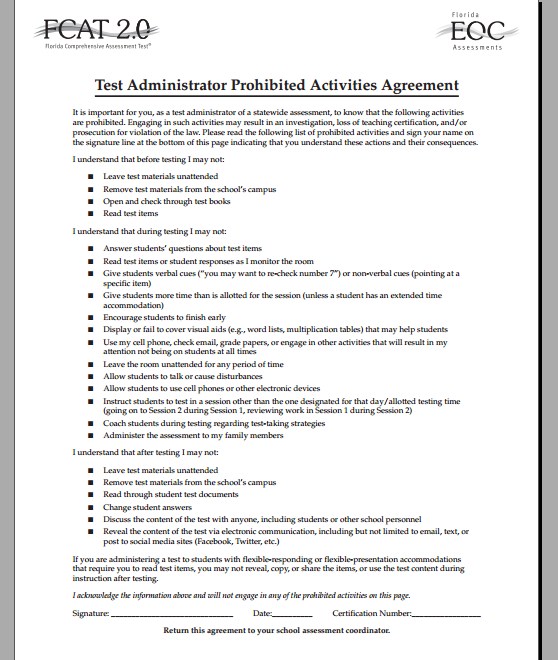 FCAT 2.0
Florida Comprehensive Assessment Test®
Florida
EOC
Assessments
Test Administrator Prohibited Activities Agreement
It is important for you, as a test administrator of a statewide assessment, to know that the following activities
are prohibited. Engaging in such activities may result in an investigation, loss of teaching certification, and/or
prosecution for violation of the law. Please read the following list of prohibited activities and sign your name on
the signature line at the bottom of this page indicating that you understand these actions and their consequences.
I understand that before testing I may not:
■ Leave test materials unattended
■ Remove test materials from the school's campus
■ Open and check through test books
■ Read test items
I understand that during testing I may not:
■ Answer students' questions about test items
■ Read test items or student responses as I monitor the room
■ Give students verbal cues ("you may want to re-check number 7") or non-verbal cues (pointing at a
specific item)
■ Give students more time than is allotted for the session (unless a student has an extended time
accommodation)
■ Encourage students to finish early
■ Display or fail to cover visual aids (e.g., word lists, multiplication tables) that may help students
■ Use my cell phone, check email, grade papers, or engage in other activities that will result in my
attention not being on students at all times
■ Leave the room unattended for any period of time
■ Allow students to talk or cause disturbances
■ Allow students to use cell phones or other electronic devices
■ Instruct students to test in a session other than the one designated for that day/allotted testing time
(going on to Session 2 during Session 1, reviewing work in Session 1 during Session 2)
■ Coach students during testing regarding test-taking strategies
■ Administer the assessment to my family members
I understand that after testing I may not:
■ Leave test materials unattended
■ Remove test materials from the school's campus
■ Read through student test documents
■ Change student answers
■ Discuss the content of the test with anyone, including students or other school personnel
■ Reveal the content of the test via electronic communication, including but not limited to email, text, or
post to social media sites (Facebook, Twitter, etc.)
If you are administering a test to students with flexible-responding or flexible-presentation accommodations
that require you to read test items, you may not reveal, copy, or share the items, or use the test content during
instruction after testing.
I acknowledge the information above and will not engage in any of the prohibited activities on this page.
Signature: ____________________________ Date:__________ Certification Number:________________
Return this agreement to your school assessment coordinator.